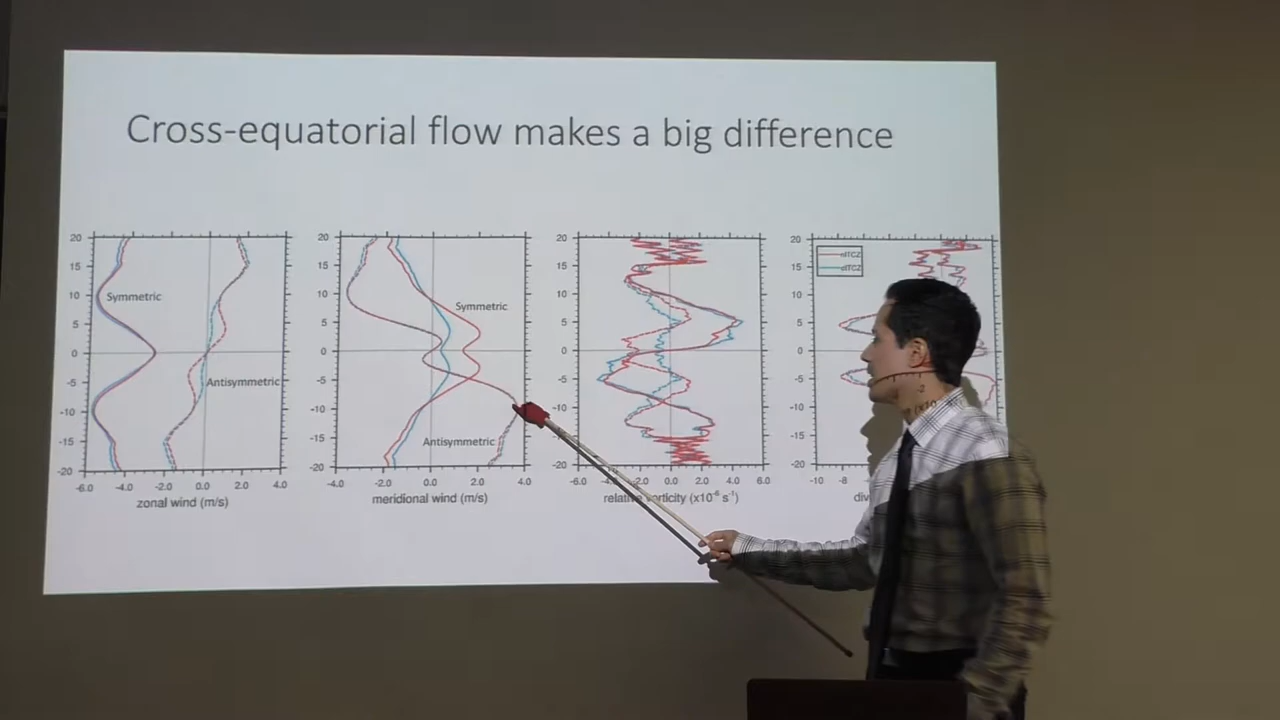 Cross-equatorial flow makes a big difference
20
15
10
5
0
-5
-10
-15
-20
Symmetric
Antisymmetric
-6.0 -4.0 -2.0 0.0 2.0 4.0
zonal wind (m/s)
20
15
10
5
0
-5
-10
-15
-20
Symmetric
Antisymmetric
-4.0 -2.0 0.0 2.0 4.0
meridional wind (m/s)
20
15
10
5
0
-5
-10
-15
-20
-6.0 -2.0 0.0 2.0 4.0 6.0
relative vorticity (x10⁻⁶ s⁻¹)
20
15
10
5
0
-5
-10
-15
-20
dITCZ
-10 -8
div
-2